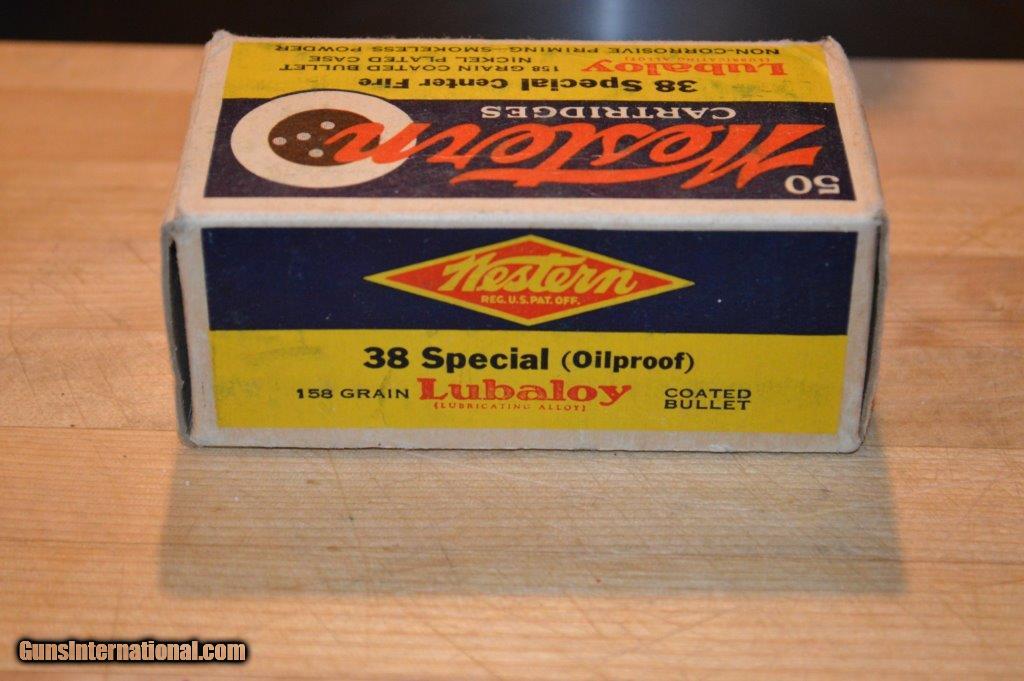 50
Western
CARTRIDGES
38 Special Center Fire
Lubaloy
(LUBRICATING ALLOY)
158 GRAIN COATED BULLET
NICKEL PLATED CASE
NON-CORROSIVE PRIMING-SMOKELESS POWDER
Western
REG. U.S. PAT. OFF.
38 Special (Oilproof)
158 GRAIN Lubaloy COATED
(LUBRICATING ALLOY) BULLET
GunsInternational.com